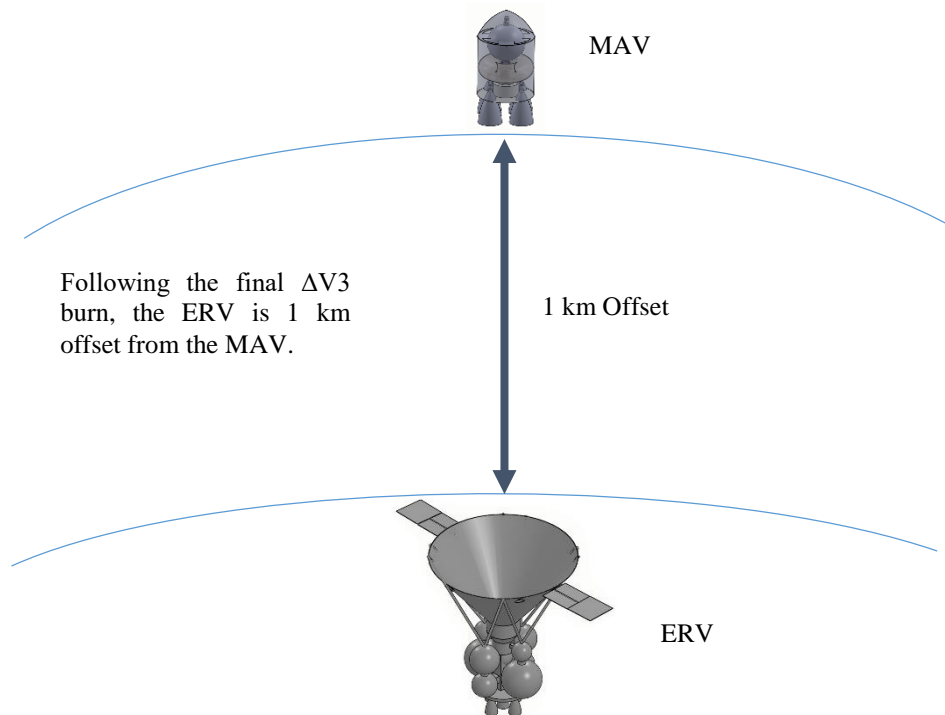 MAV
Following the final ΔV3
burn, the ERV is 1 km
offset from the MAV.
1 km Offset
ERV